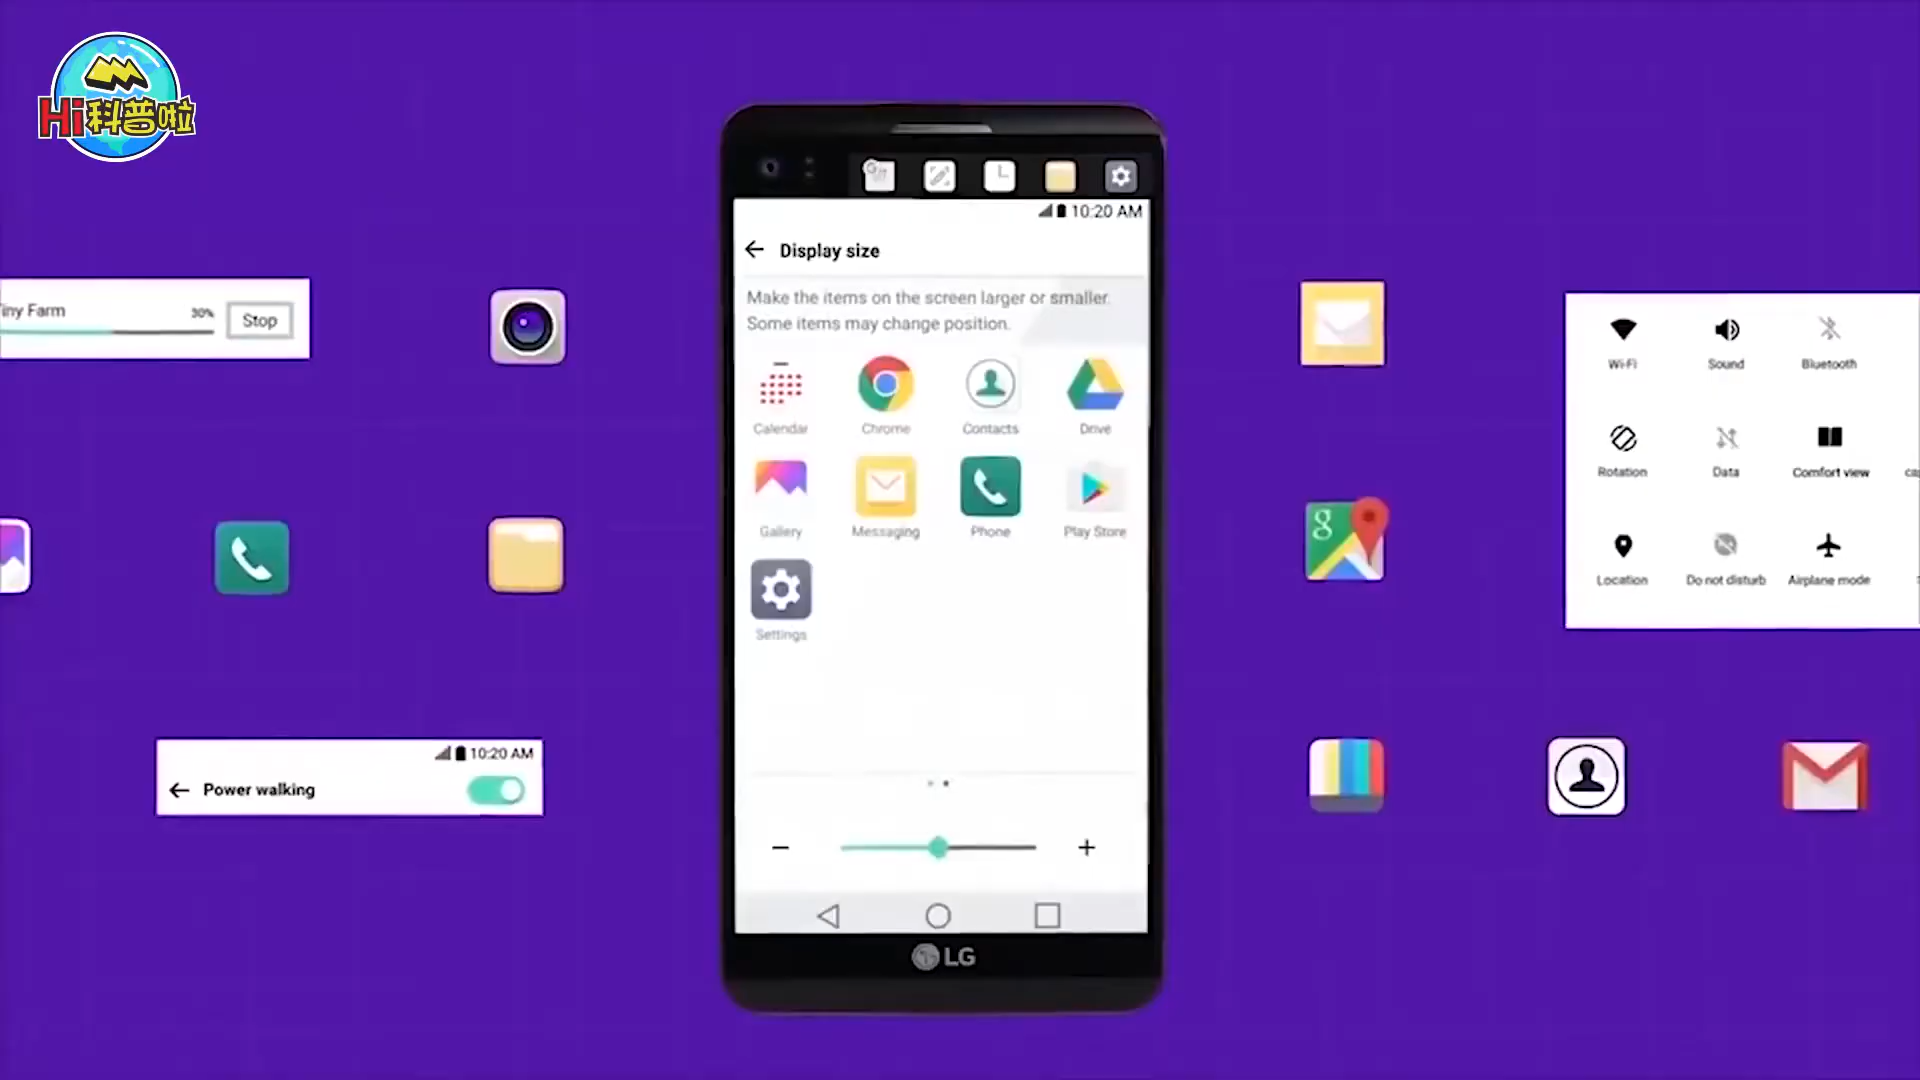 Hi科普啦
10:20 AM
Display size
Make the items on the screen larger or smaller.
Some items may change position.
Calendar
Chrome
Contacts
Drive
Gallery
Messaging
Phone
Play Store
Settings
LG
Tiny Farm
30%
Stop
10:20 AM
Power walking
Wi-Fi
Sound
Bluetooth
Rotation
Data
Comfort view
Location
Do not disturb
Airplane mode
g